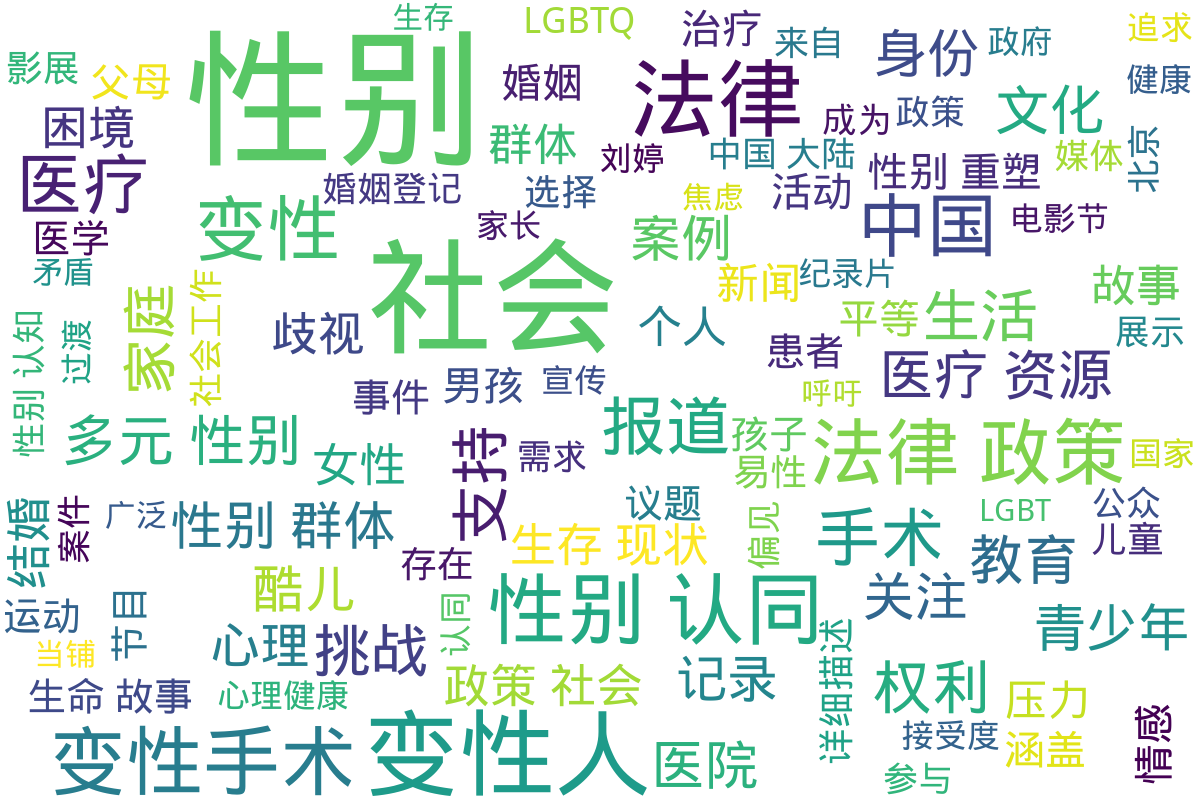 生存
LGBTQ
治疗
来自
身份
政府
追求
影展
父母
性别
婚姻
法律
健康
困境
群体
成为
政策
文化
医疗
刘婷
中国 大陆
性别 重塑
媒体
北京
婚姻登记
选择
焦虑
活动
医学
变性
家长
案例
中国
电影节
矛盾
社会
新闻
纪录片
故事
家庭
社会工作
歧视
个人
平等
生活
展示
过渡
性别 认知
患者
医疗 资源
事件
男孩
宣传
呼吁
多元 性别
报道
孩子
法律 政策
国家
女性
支持
需求
易性
结婚
案件
广泛
性别 群体
议题
偏见
LGBT
公众
生存 现状
手术
教育
儿童
存在
酷儿
性别 认同
关注
运动
节目
认同
青少年
当铺
心理
挑战
详细描述
生命 故事
心理健康
政策 社会
记录
权利
压力
变性手术
变性人
医院
接受度
涵盖
情感
参与